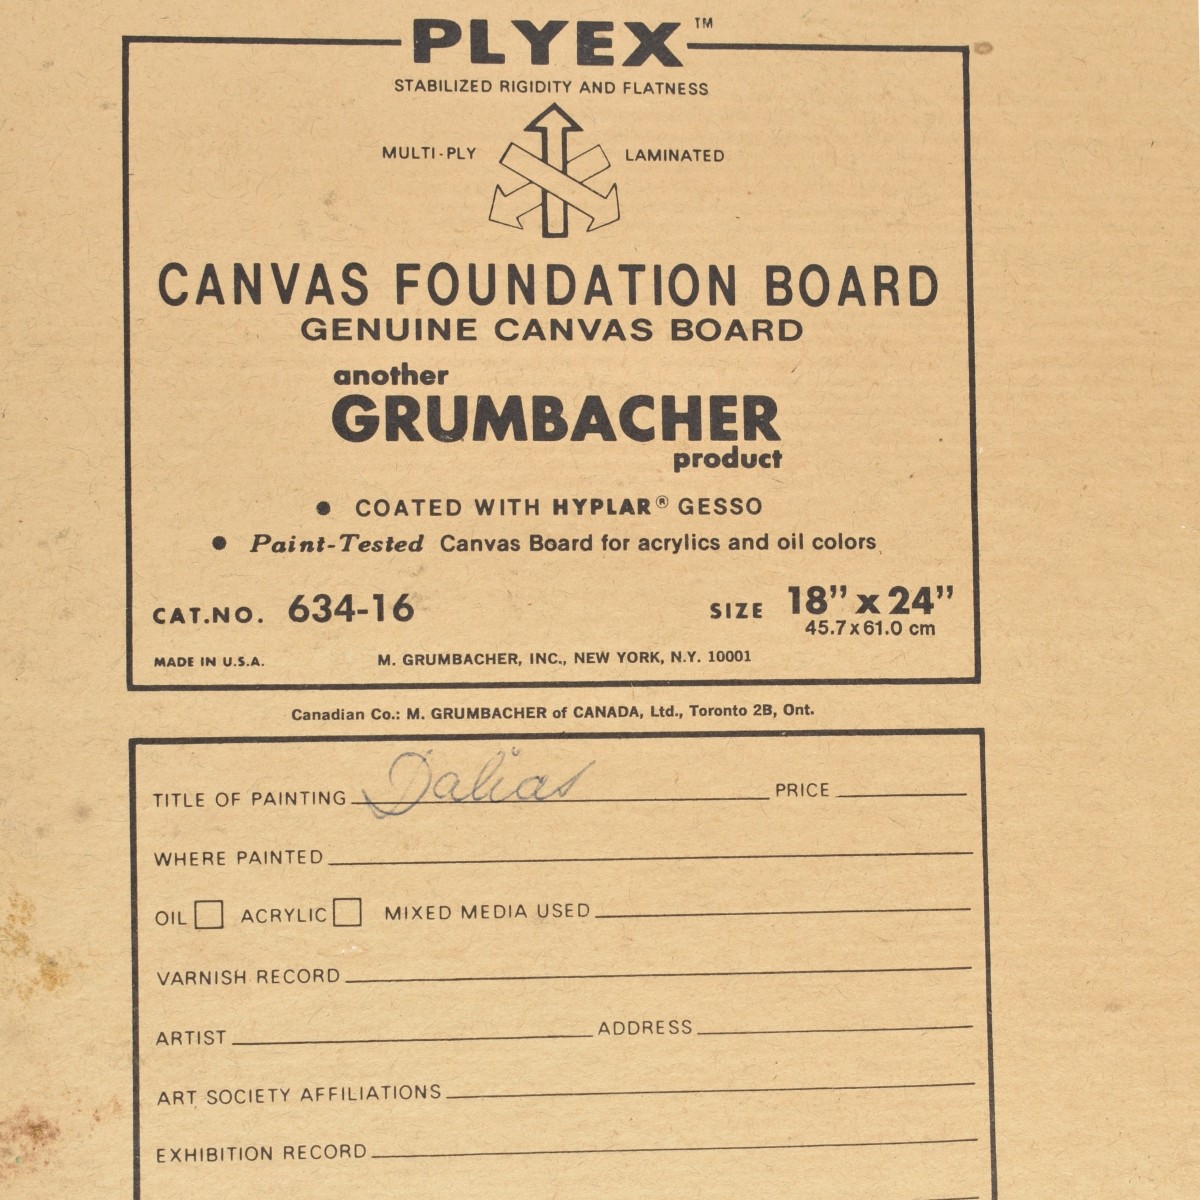 PLYEX™
STABILIZED RIGIDITY AND FLATNESS
MULTI-PLY LAMINATED
CANVAS FOUNDATION BOARD
GENUINE CANVAS BOARD
another
GRUMBACHER
product
● COATED WITH HYPLAR® GESSO
● Paint-Tested Canvas Board for acrylics and oil colors
CAT.NO. 634-16 SIZE 18" x 24"
45.7 x 61.0 cm
MADE IN U.S.A. M. GRUMBACHER, INC., NEW YORK, N.Y. 10001
Canadian Co.: M. GRUMBACHER of CANADA, Ltd., Toronto 2B, Ont.
TITLE OF PAINTING Dalias PRICE
WHERE PAINTED
OIL ACRYLIC MIXED MEDIA USED
VARNISH RECORD
ARTIST ADDRESS
ART SOCIETY AFFILIATIONS
EXHIBITION RECORD